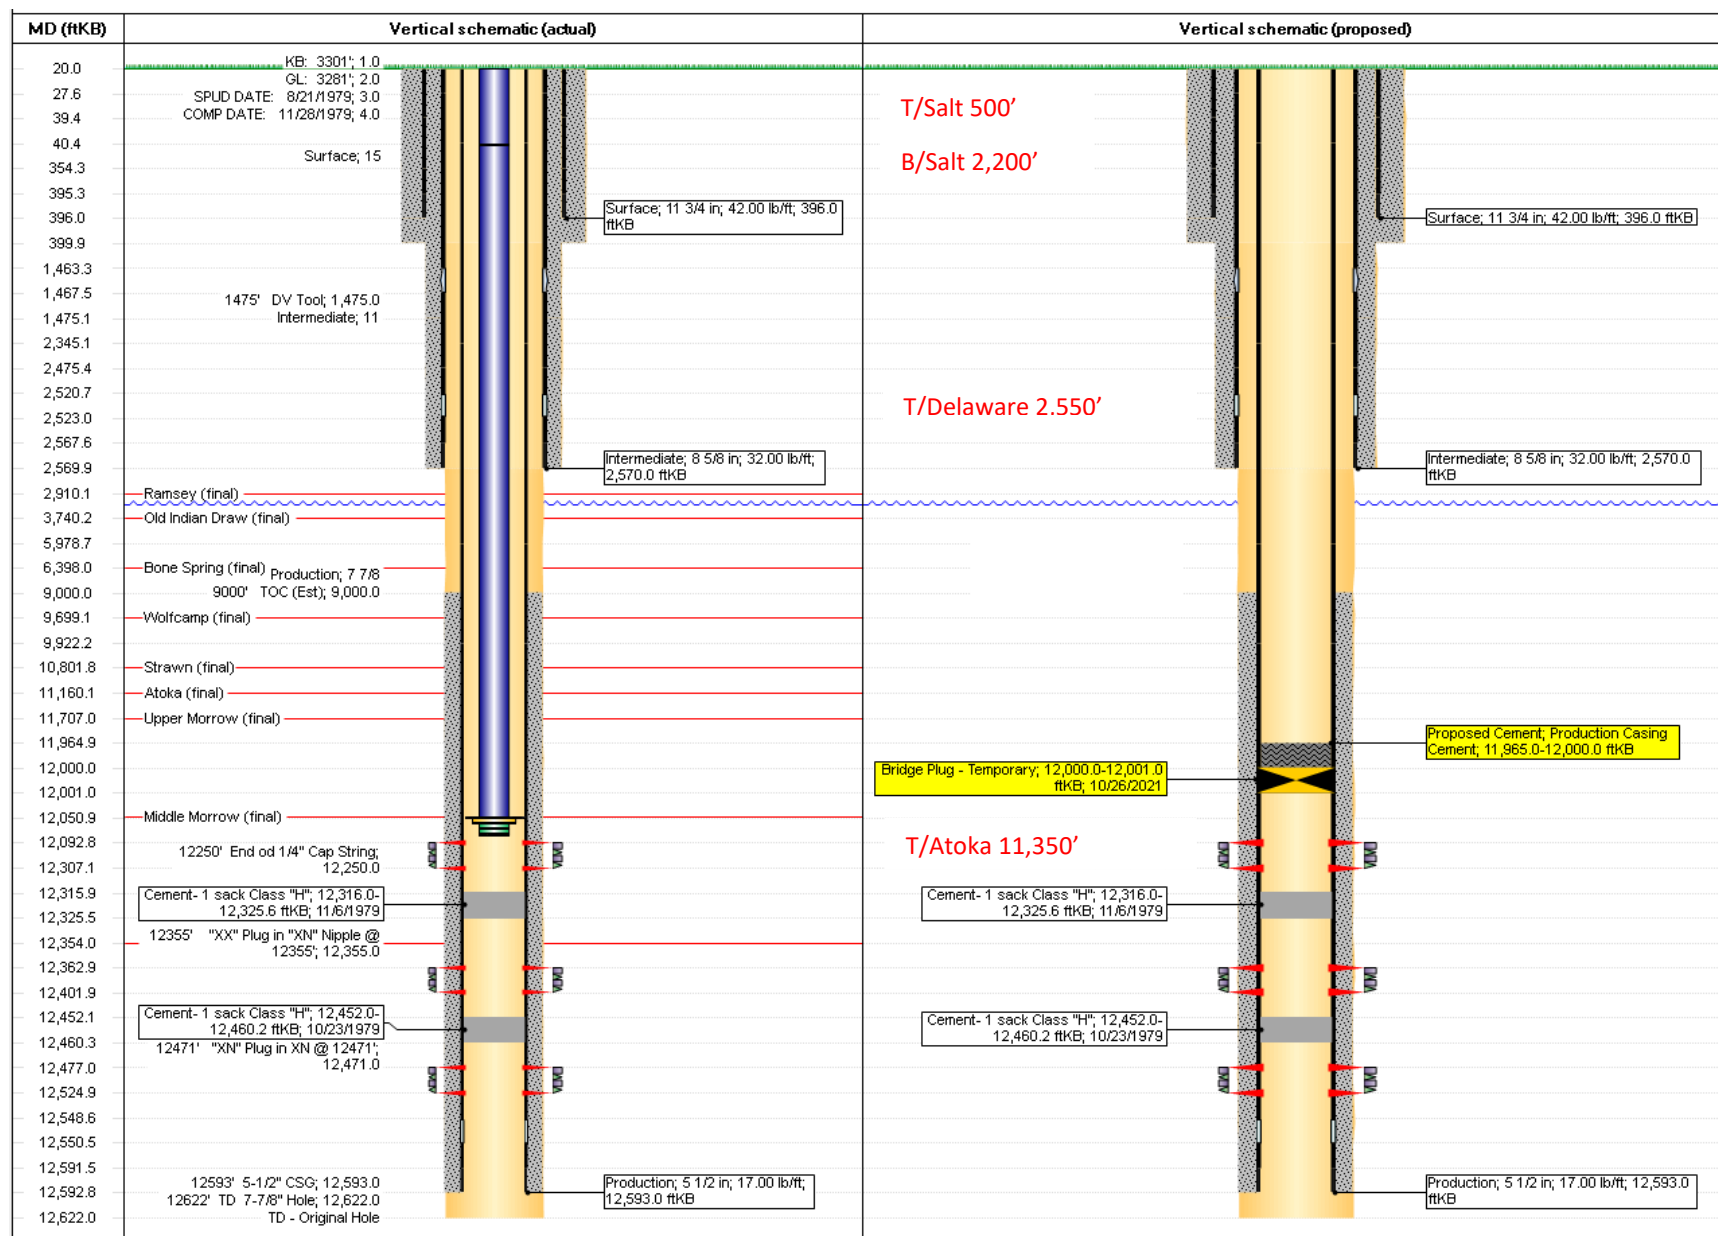 MD (ftKB)
Vertical schematic (actual)
Vertical schematic (proposed)
20.0
27.6
39.4
40.4
354.3
395.3
396.0
399.9
1,463.3
1,467.5
1,475.1
2,345.1
2,475.4
2,520.7
2,523.0
2,567.6
2,569.9
2,910.1
3,740.2
5,978.7
6,398.0
9,000.0
9,699.1
9,922.2
10,801.8
11,160.1
11,707.0
11,964.9
12,000.0
12,001.0
12,050.9
12,092.8
12,307.1
12,315.9
12,325.5
12,354.0
12,362.9
12,401.9
12,452.1
12,460.3
12,477.0
12,524.9
12,548.6
12,550.5
12,591.5
12,592.8
12,622.0
KB: 3301'; 1.0
GL: 3281'; 2.0
SPUD DATE: 8/21/1979; 3.0
COMP DATE: 11/28/1979; 4.0
Surface; 15
Surface; 11 3/4 in; 42.00 lb/ft; 396.0
ftKB
1475' DV Tool; 1,475.0
Intermediate; 11
Intermediate; 8 5/8 in; 32.00 lb/ft;
2,570.0 ftKB
Ramsey (final)
Old Indian Draw (final)
Bone Spring (final)
Production; 7 7/8
9000' TOC (Est); 9,000.0
Wolfcamp (final)
Strawn (final)
Atoka (final)
Upper Morrow (final)
Middle Morrow (final)
12250' End od 1/4" Cap String;
12,250.0
Cement- 1 sack Class "H"; 12,316.0-
12,325.6 ftKB; 11/6/1979
12355' "XX" Plug in "XN" Nipple @
12355'; 12,355.0
Cement- 1 sack Class "H"; 12,452.0-
12,460.2 ftKB; 10/23/1979
12471' "XN" Plug in XN @ 12471';
12,471.0
12593' 5-1/2" CSG; 12,593.0
12622' TD 7-7/8" Hole; 12,622.0
TD - Original Hole
Production; 5 1/2 in; 17.00 lb/ft;
12,593.0 ftKB
T/Salt 500’
B/Salt 2,200’
Surface; 11 3/4 in; 42.00 lb/ft; 396.0 ftKB
T/Delaware 2.550’
Intermediate; 8 5/8 in; 32.00 lb/ft; 2,570.0
ftKB
Proposed Cement; Production Casing
Cement; 11,965.0-12,000.0 ftKB
Bridge Plug - Temporary; 12,000.0-12,001.0
ftKB; 10/26/2021
T/Atoka 11,350’
Cement- 1 sack Class "H"; 12,316.0-
12,325.6 ftKB; 11/6/1979
Cement- 1 sack Class "H"; 12,452.0-
12,460.2 ftKB; 10/23/1979
Production; 5 1/2 in; 17.00 lb/ft; 12,593.0
ftKB